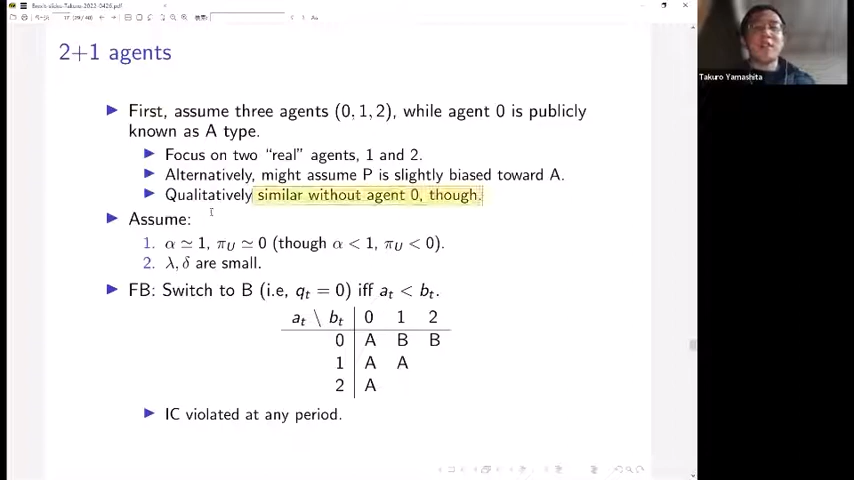 2+1 agents
First, assume three agents (0, 1, 2), while agent 0 is publicly
known as A type.
Focus on two “real” agents, 1 and 2.
Alternatively, might assume P is slightly biased toward A.
Qualitatively similar without agent 0, though.
Assume:
1. α ≃ 1, π_U ≃ 0 (though α < 1, π_U < 0).
2. λ, δ are small.
FB: Switch to B (i.e, q_t = 0) iff a_t < b_t.
a_t \ b_t 0 1 2
0 A B B
1 A A
2 A
IC violated at any period.
Takuro Yamashita